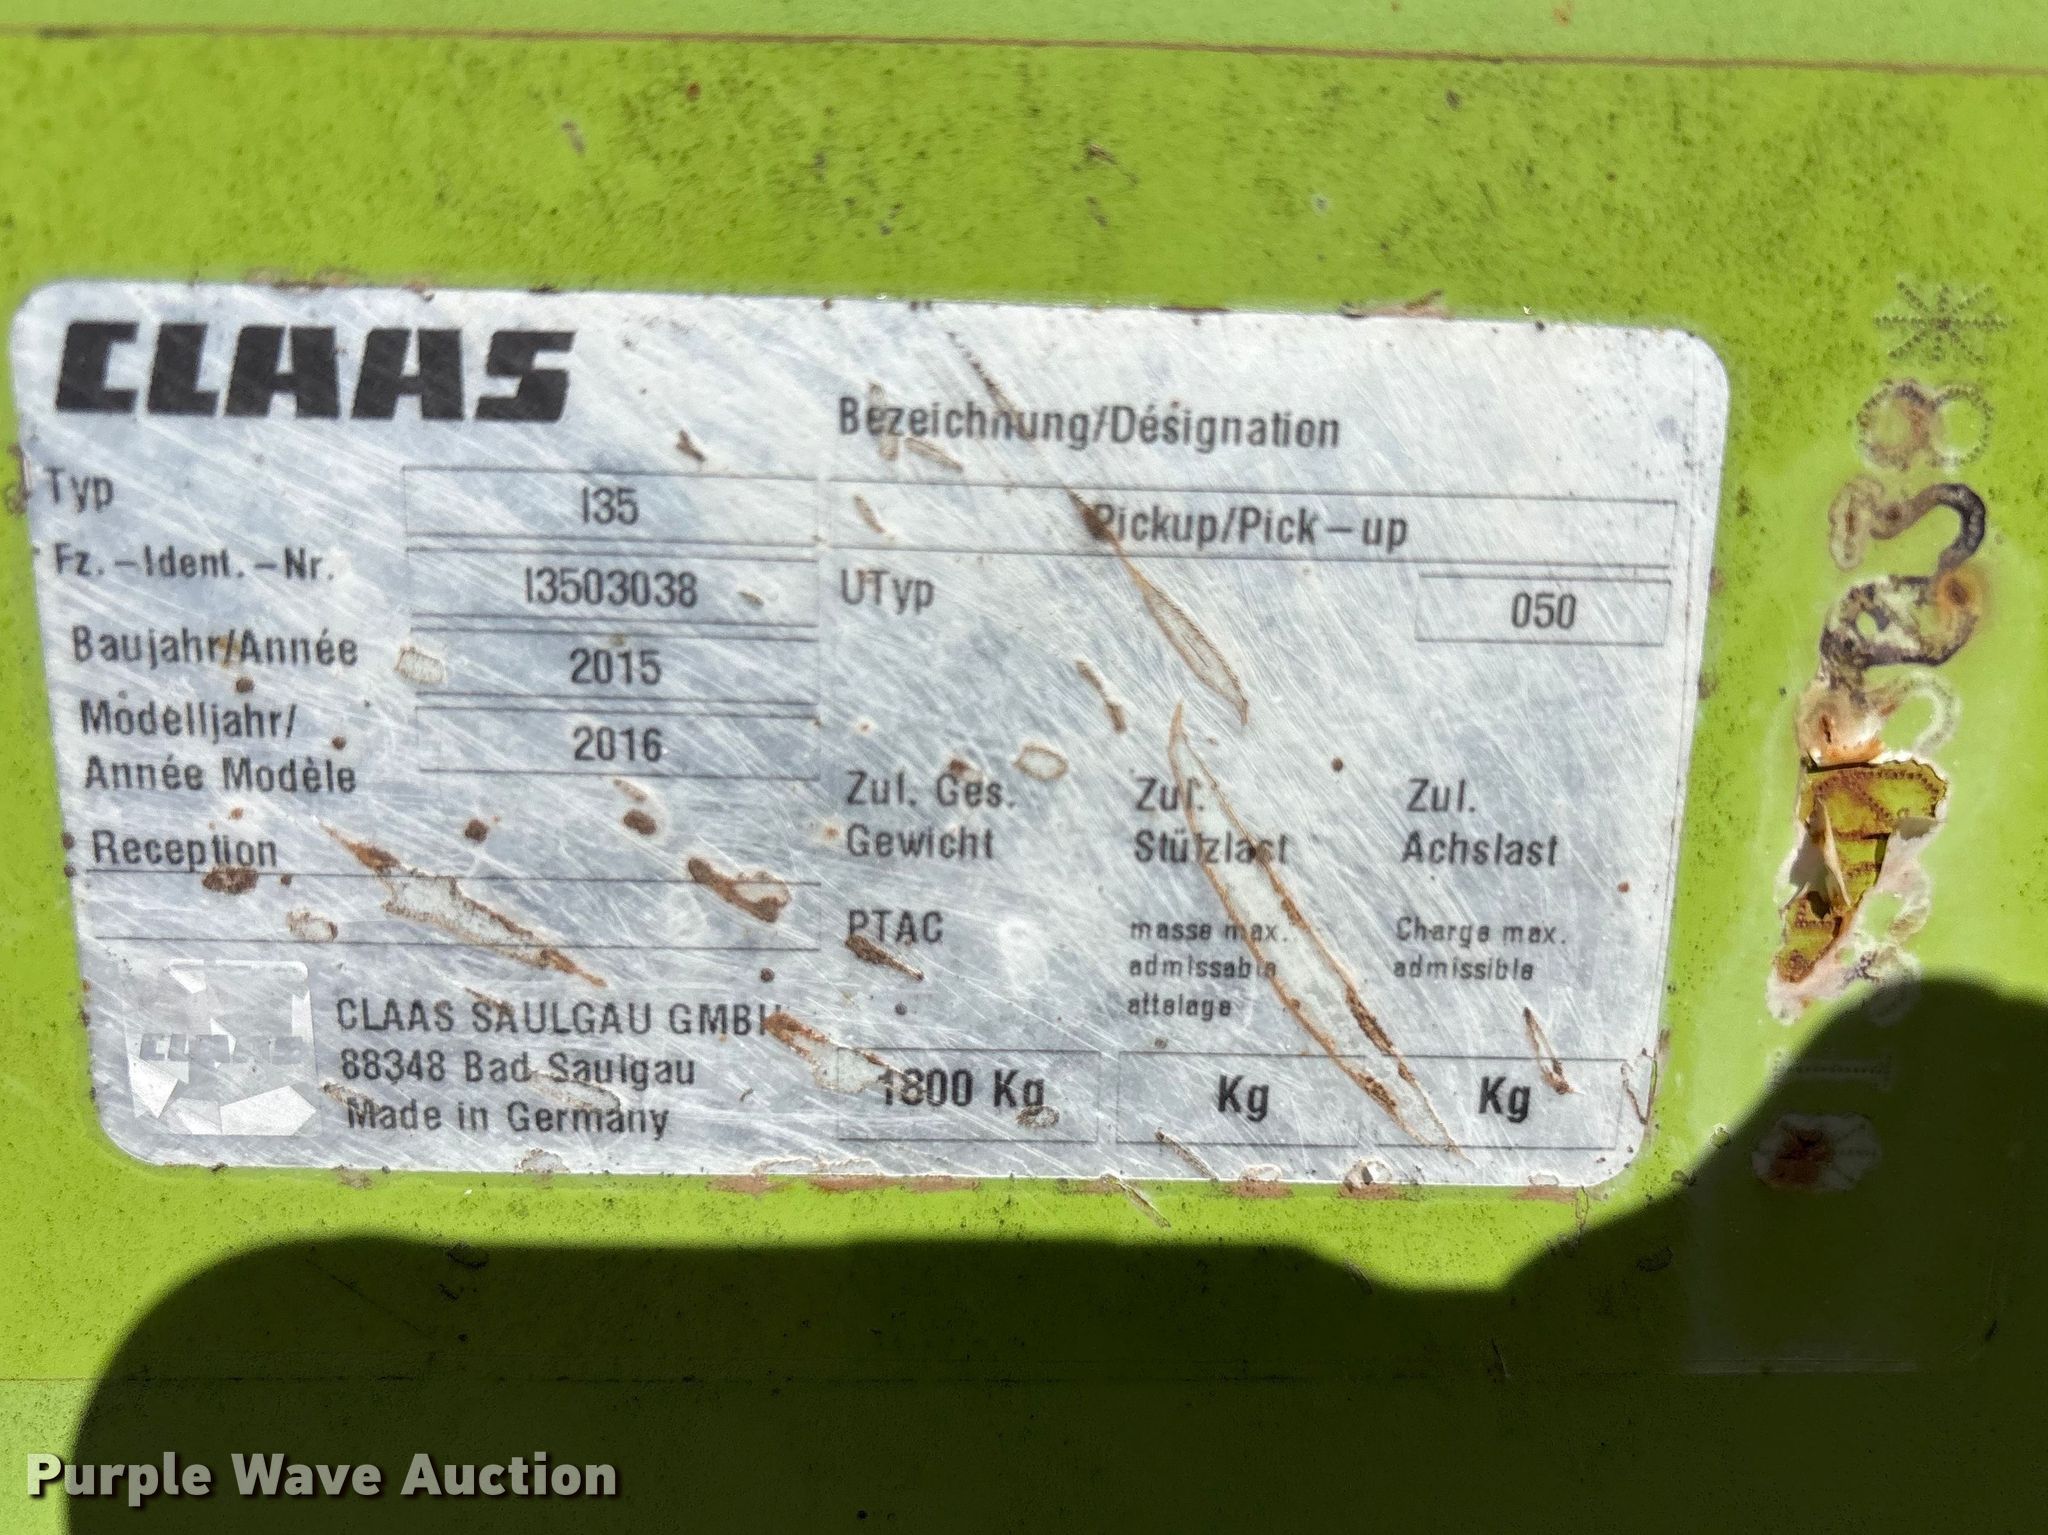 CLAAS
Bezeichnung/Désignation
Typ I35
Pickup/Pick-up
Fz.-Ident.-Nr. I3503038
UTyp 050
Baujahr/Année 2015
Modelljahr/
Année Modèle 2016
Reception
Zul. Ges.
Gewicht
PTAC
1800 Kg
Zul.
Stützlast
masse max.
admissable
attelage
Kg
Zul.
Achslast
Charge max.
admissible
Kg
CLAAS SAULGAU GMBH
88348 Bad Saulgau
Made in Germany
CLAAS
Purple Wave Auction